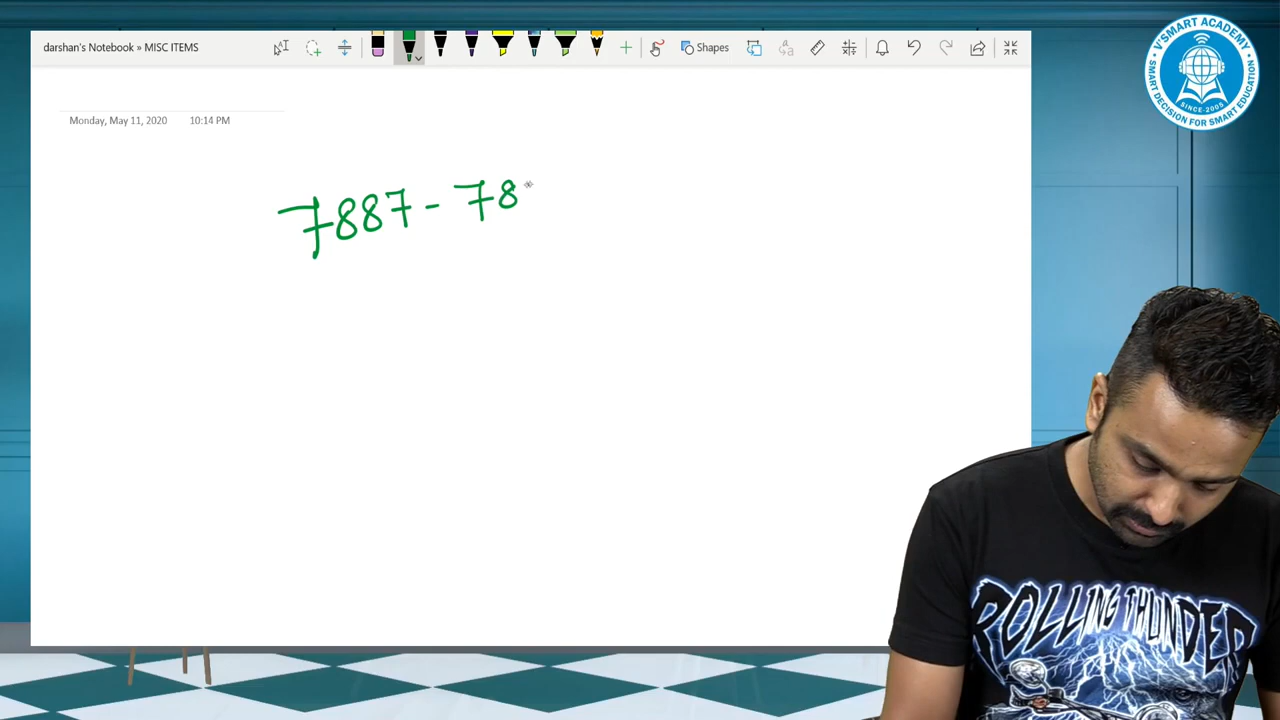 darshan's Notebook » MISC ITEMS
Shapes
Monday, May 11, 2020 10:14 PM
7887 - 78
V'SMART ACADEMY
SINCE-2005
SMART DECISION FOR SMART EDUCATION
ROLLING THUNDER